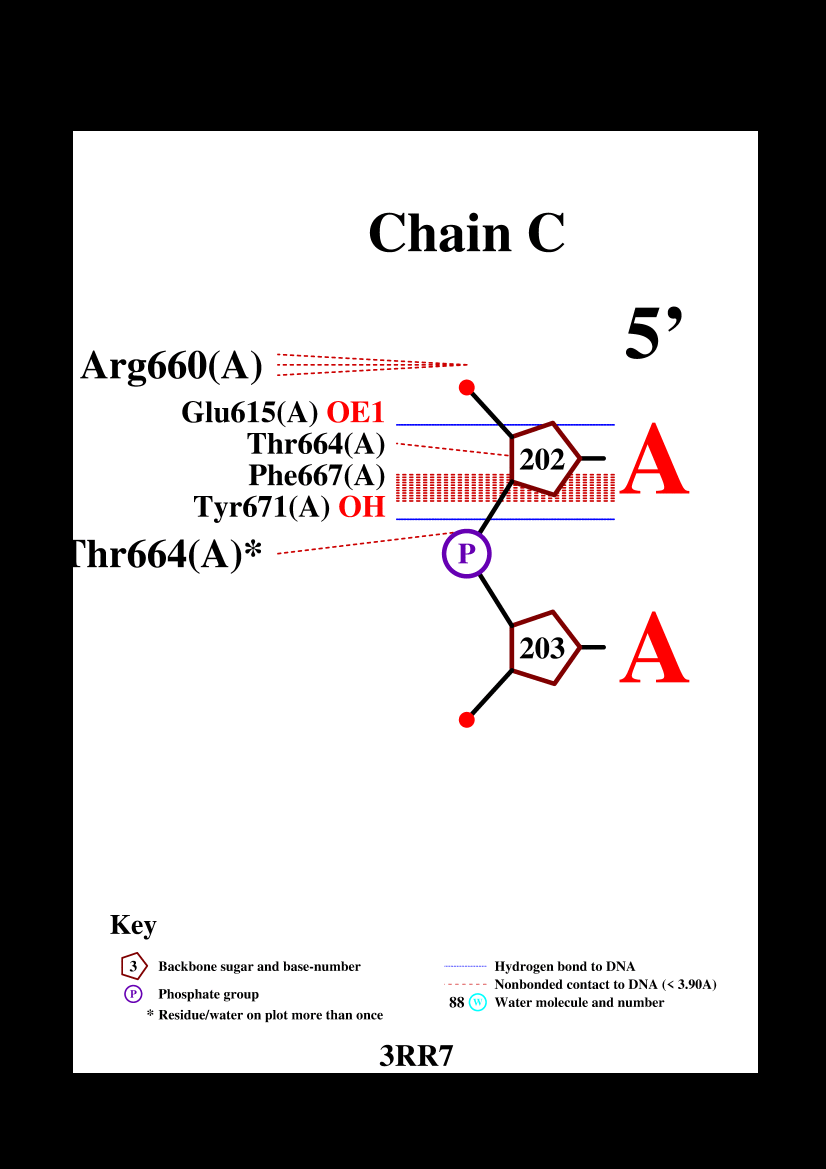 Chain C
5’
Arg660(A)
Glu615(A) OE1
Thr664(A)
202 A
Phe667(A)
Tyr671(A) OH
Thr664(A)* P
203 A
Key
3 Backbone sugar and base-number
P Phosphate group
* Residue/water on plot more than once
Hydrogen bond to DNA
Nonbonded contact to DNA (< 3.90A)
88 W Water molecule and number
3RR7